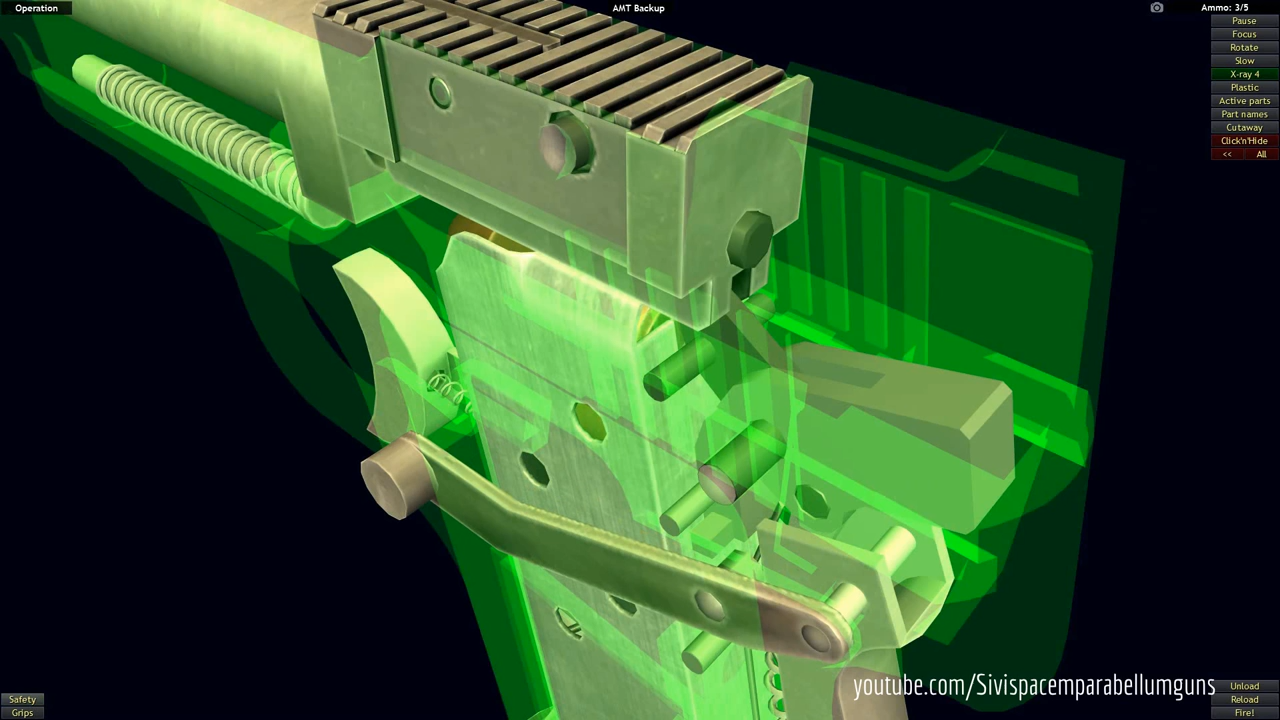 Operation
AMT Backup
Ammo: 3/5
Pause
Focus
Rotate
Slow
X-ray 4
Plastic
Active parts
Part names
Cutaway
Click'n'Hide
<< All
Safety
Grips
youtube.com/Sivispacemparabellumguns
Unload
Reload
Fire!